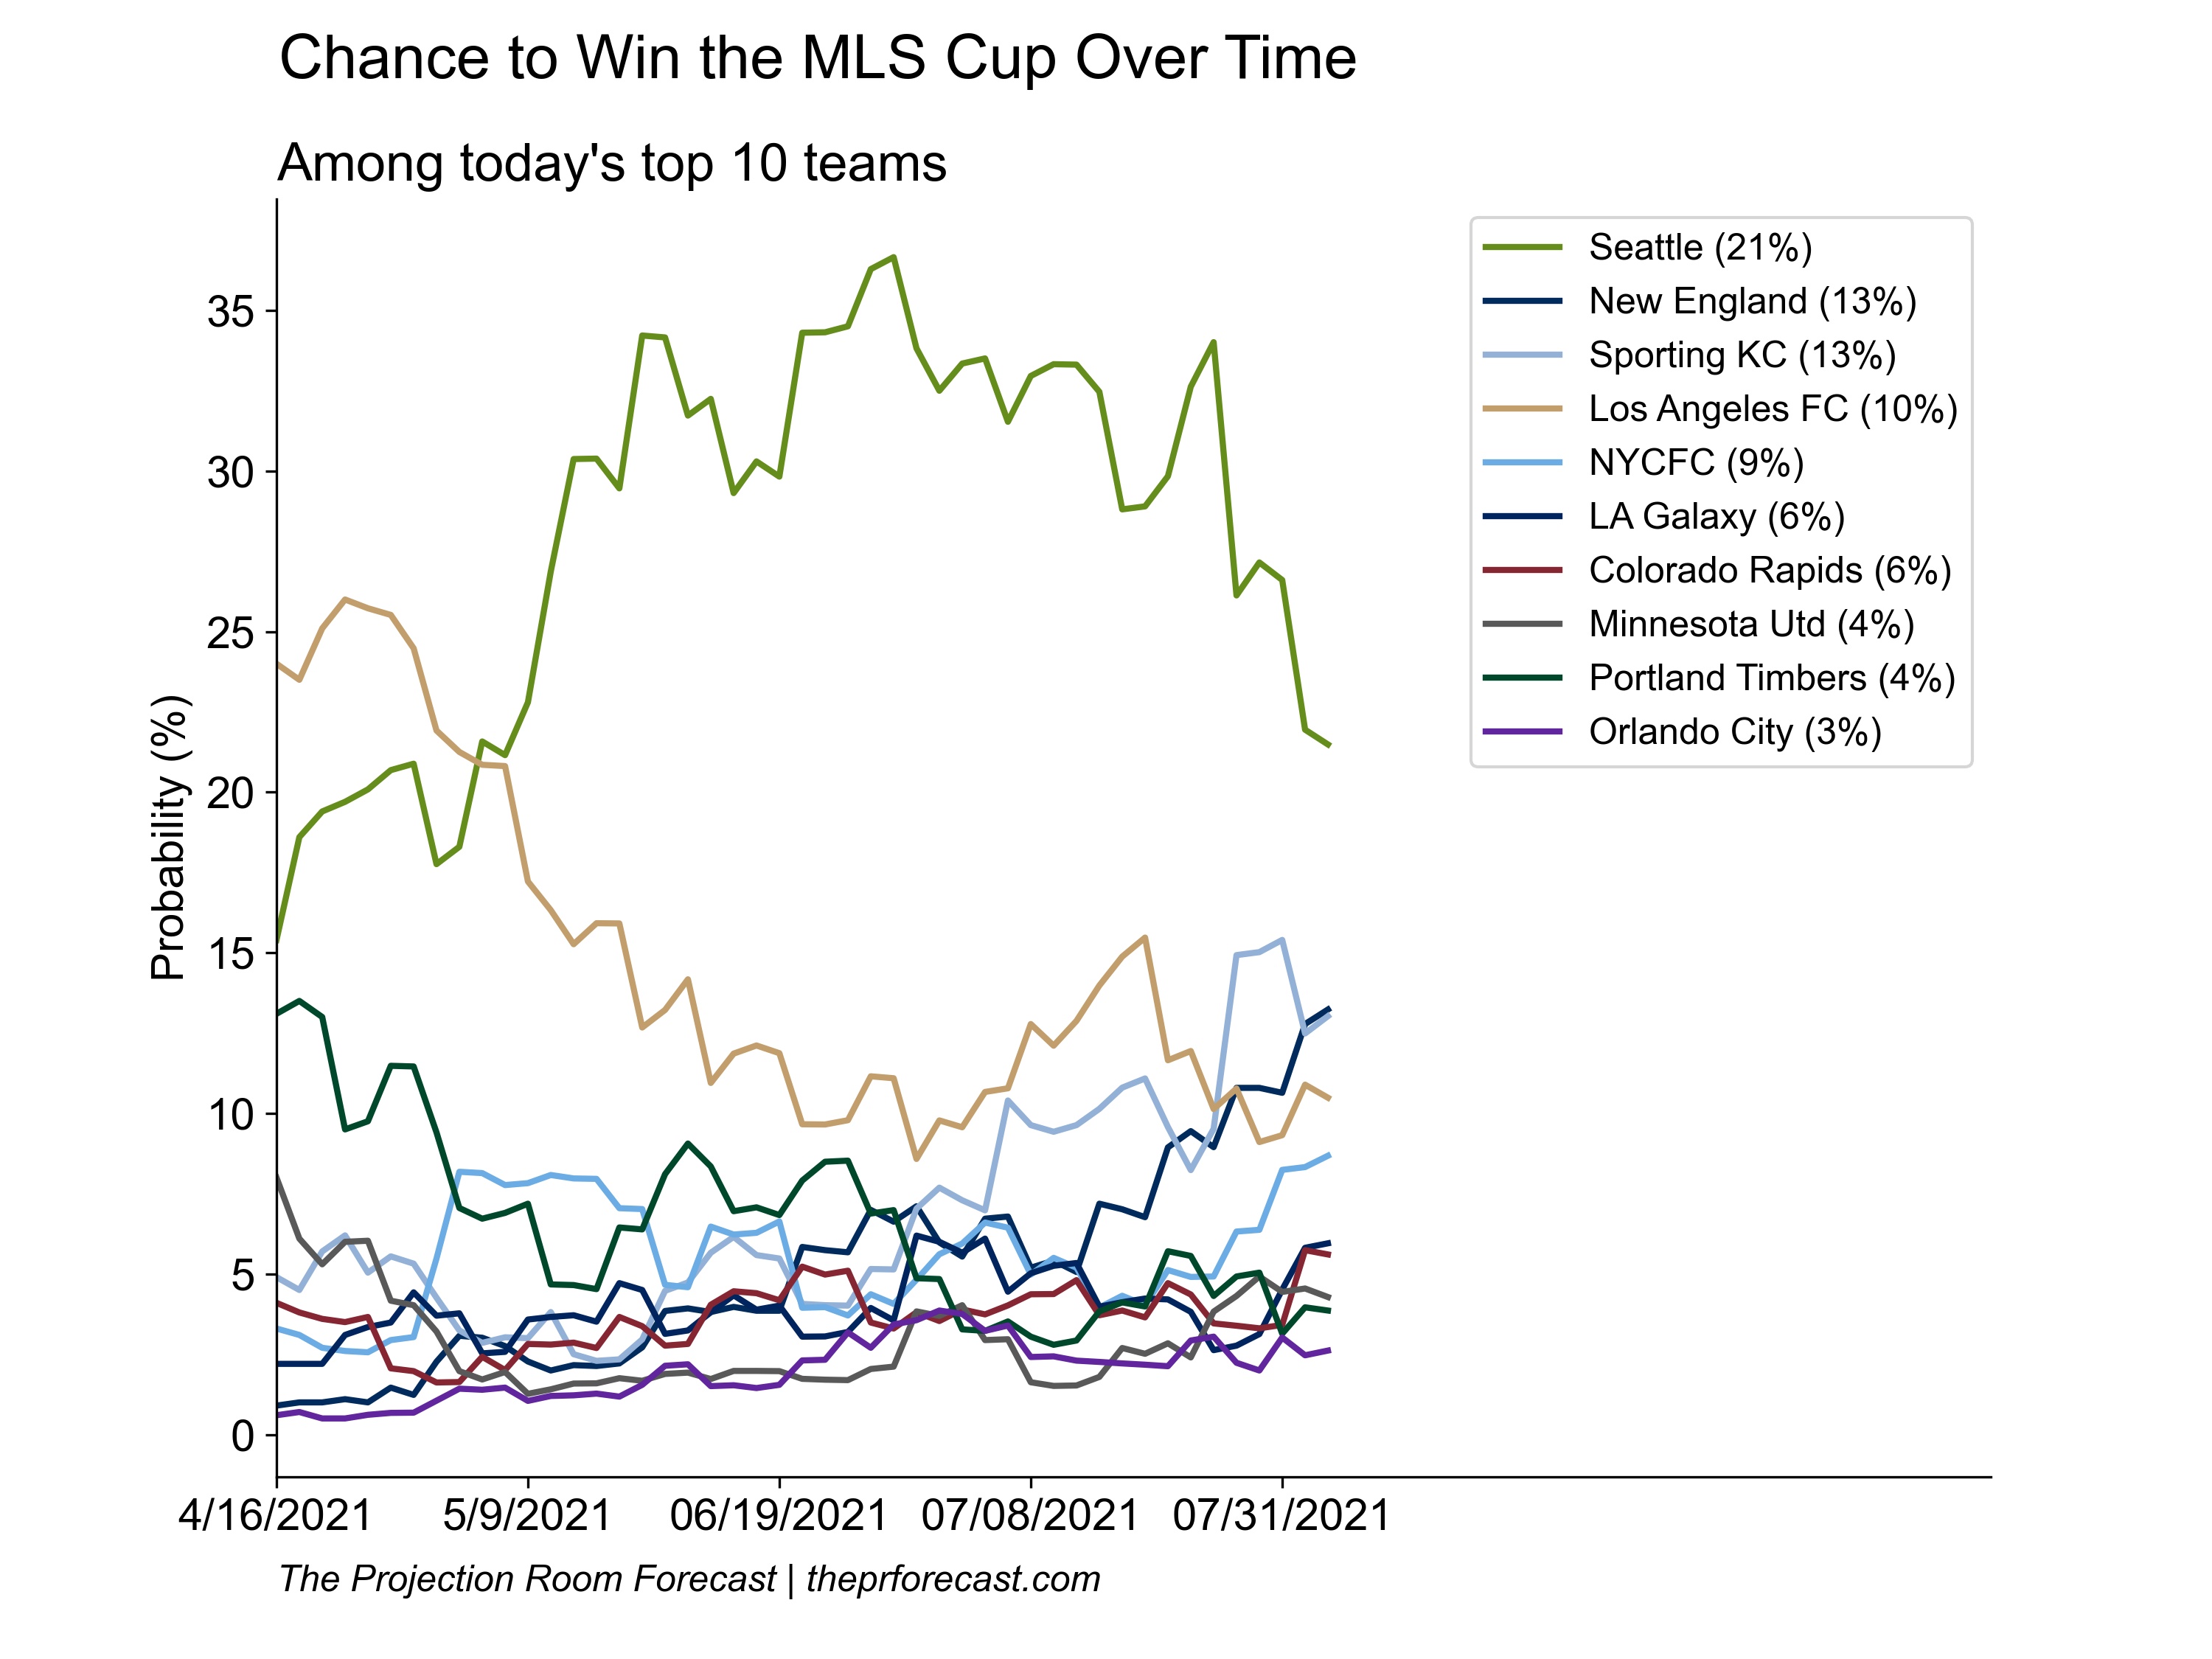 Chance to Win the MLS Cup Over Time
Among today's top 10 teams
Seattle (21%)
New England (13%)
Sporting KC (13%)
Los Angeles FC (10%)
NYCFC (9%)
LA Galaxy (6%)
Colorado Rapids (6%)
Minnesota Utd (4%)
Portland Timbers (4%)
Orlando City (3%)
Probability (%)
35
30
25
20
15
10
5
0
4/16/2021 5/9/2021 06/19/2021 07/08/2021 07/31/2021
The Projection Room Forecast | theprforecast.com